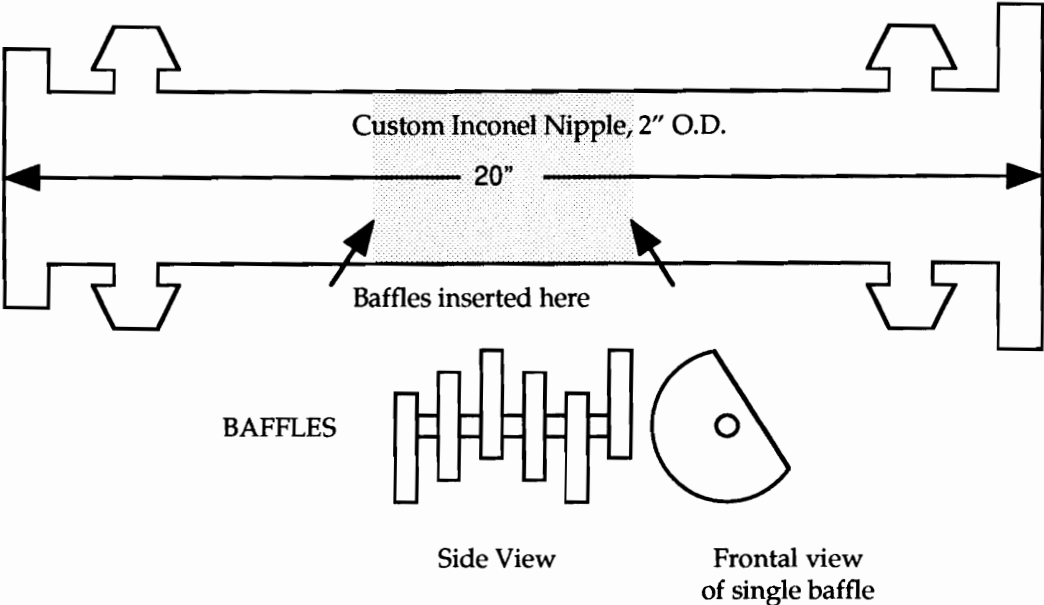 Custom Inconel Nipple, 2” O.D.
20”
Baffles inserted here
BAFFLES
Side View
Frontal view
of single baffle